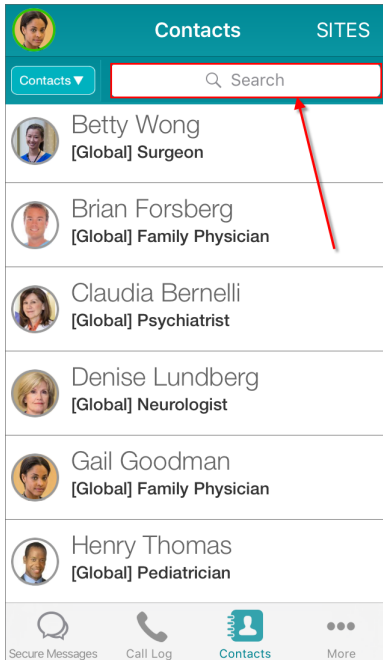 Contacts SITES
Contacts▼ Search
Betty Wong
[Global] Surgeon
Brian Forsberg
[Global] Family Physician
Claudia Bernelli
[Global] Psychiatrist
Denise Lundberg
[Global] Neurologist
Gail Goodman
[Global] Family Physician
Henry Thomas
[Global] Pediatrician
Secure Messages Call Log Contacts More